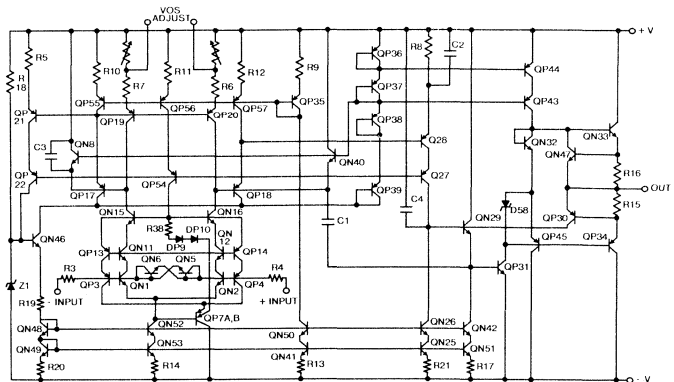 VOS
ADJUST
+ V
R5
R
18
R10
R7
R11
R6
R12
R9
QP36
R8
C2
QP37
QP44
QP43
QP38
QP55
QP19
QP56
QP20
QP57
QP35
QP
21
QN8
C3
QN40
Q28
QN32
QN47
QN33
R16
OUT
R15
QP
22
QP17
QP54
QP18
QP39
Q27
QN15
QN16
C1
C4
QN29
D58
QP30
QN46
R38
DP9
DP10
QP13
QN11
QN6
QN5
QN
12
QP14
QP31
QP45
QP34
Z1
R3
QP3
QN1
QN2
QP4
R4
- INPUT
+ INPUT
R19
QP7A,B
QN48
QN52
QN50
QN26
QN42
QN49
QN53
QN41
QN25
QN51
R20
R14
R13
R21
R17
- V